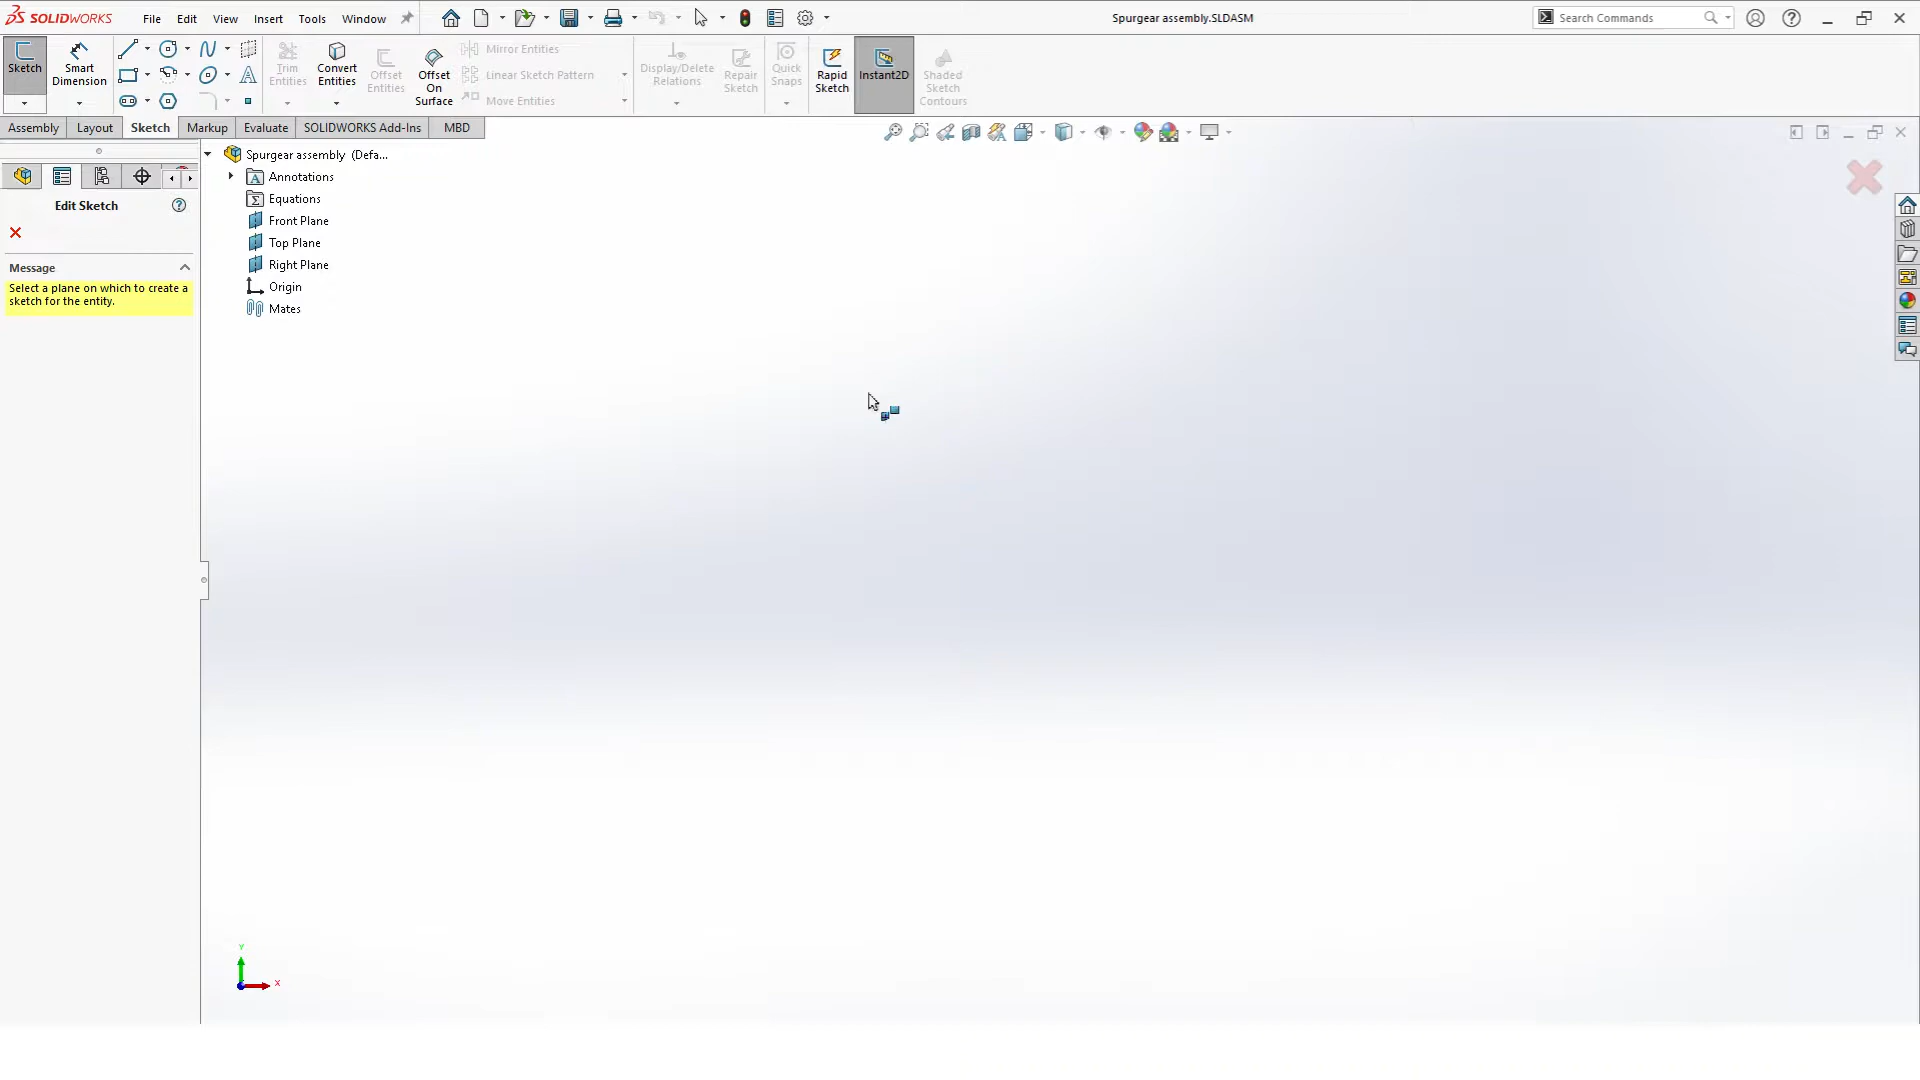 SOLIDWORKS
File Edit View Insert Tools Window
Spurgear assembly.SLDASM
Search Commands
Sketch
Smart
Dimension
Trim
Entities
Convert
Entities
Offset
Entities
Offset
On
Surface
Mirror Entities
Linear Sketch Pattern
Move Entities
Display/Delete
Relations
Repair
Sketch
Quick
Snaps
Rapid
Sketch
Instant2D
Shaded
Sketch
Contours
Assembly Layout Sketch Markup Evaluate SOLIDWORKS Add-Ins MBD
Edit Sketch
Message
Select a plane on which to create a
sketch for the entity.
Spurgear assembly (Defa...
Annotations
Equations
Front Plane
Top Plane
Right Plane
Origin
Mates
Y
X